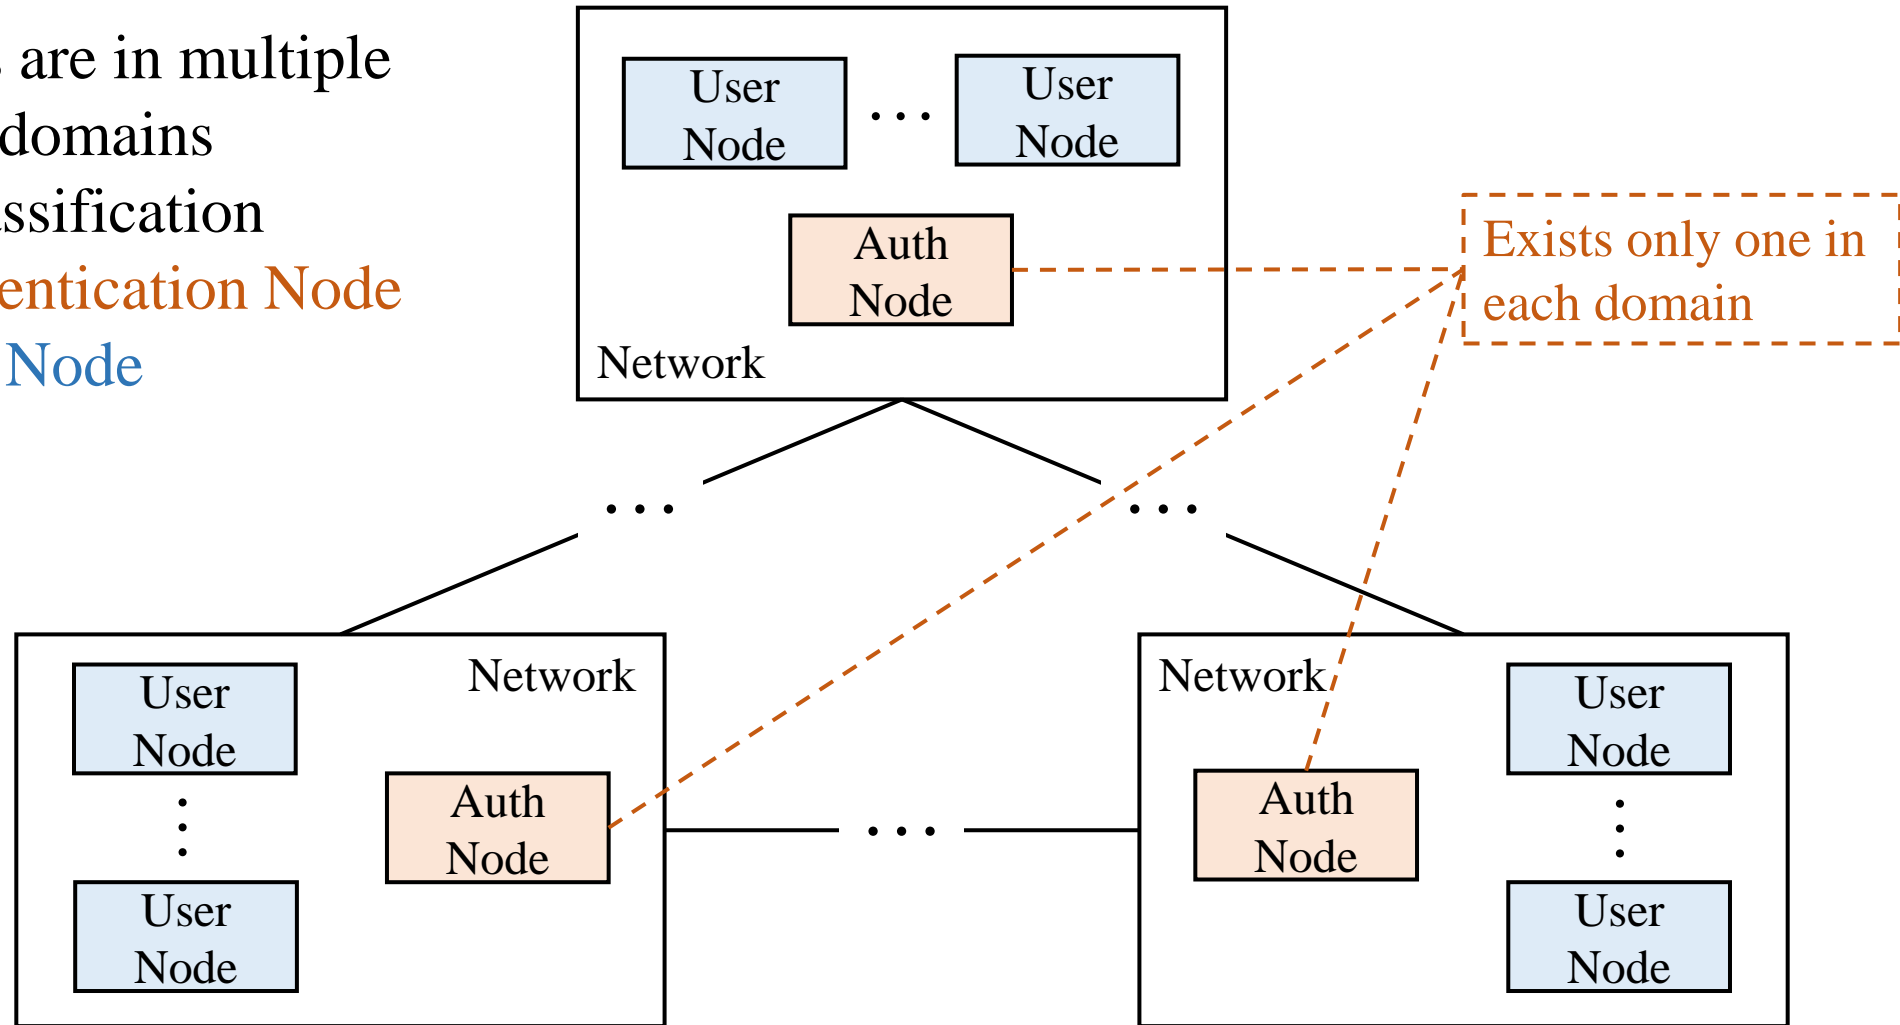 are in multiple
domains
assification
entication Node
Node
User
Node
...
User
Node
Auth
Node
Network
Exists only one in
each domain
...
...
Network
User
Node
Auth
Node
User
Node
...
Network
User
Node
Auth
Node
User
Node